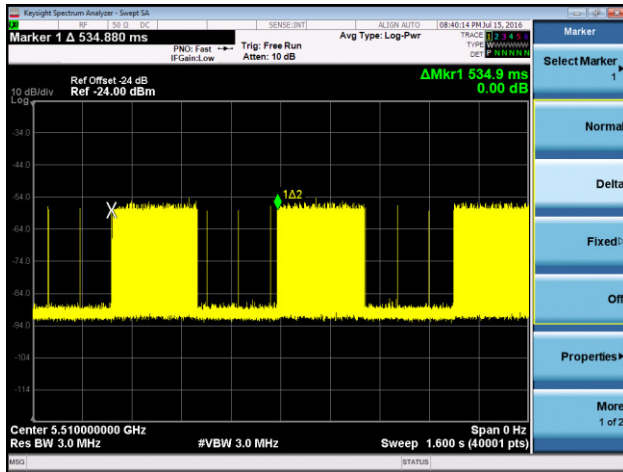 Keysight Spectrum Analyzer - Swept SA
RF 50 Ω DC SENSE:INT ALIGN AUTO 08:40:14 PM Jul 15, 2016
Marker 1 Δ 534.880 ms
PNO: Fast
IFGain:Low
Trig: Free Run
Atten: 10 dB
Avg Type: Log-Pwr
TRACE 1 2 3 4 5 6
TYPE WWWWWWW
DET P N N N N N
Ref Offset -24 dB
10 dB/div Ref -24.00 dBm
Log
ΔMkr1 534.9 ms
0.00 dB
-34.0
-44.0
-54.0
1Δ2
X
-64.0
-74.0
-84.0
-94.0
-104
-114
Center 5.510000000 GHz
Span 0 Hz
Res BW 3.0 MHz
#VBW 3.0 MHz
Sweep 1.600 s (40001 pts)
MSG
STATUS
Marker
Select Marker
1
Normal
Delta
Fixed
Off
Properties
More
1 of 2